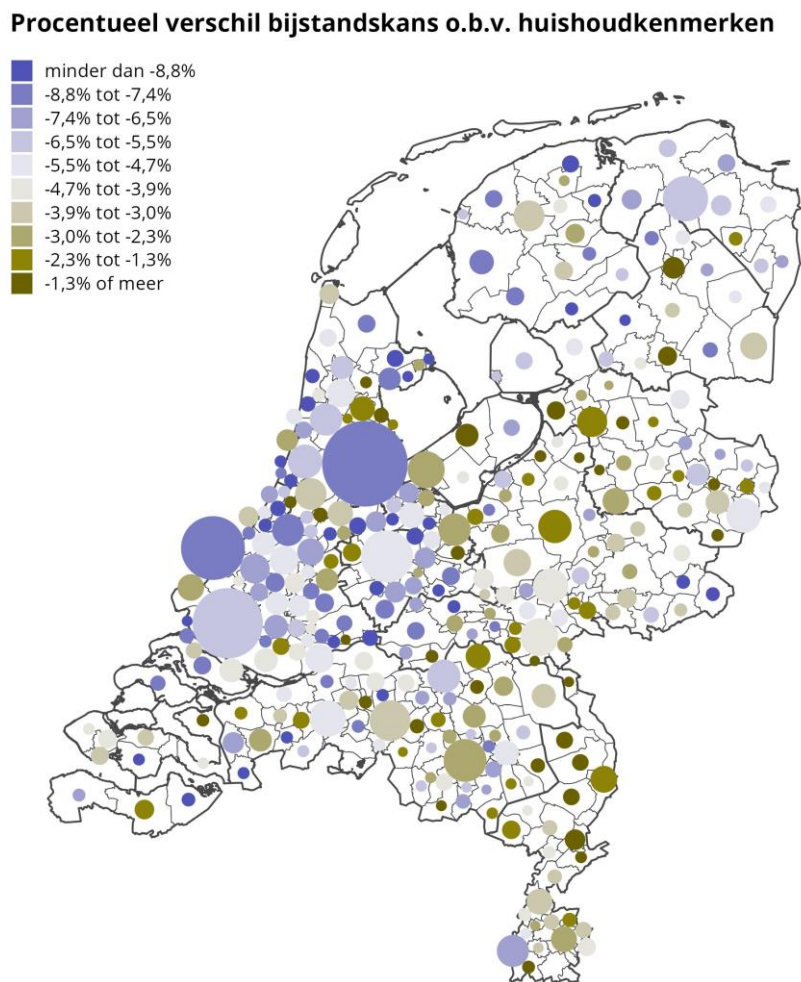 Procentueel verschil bijstandskans o.b.v. huishoudkenmerken
minder dan -8,8%
-8,8% tot -7,4%
-7,4% tot -6,5%
-6,5% tot -5,5%
-5,5% tot -4,7%
-4,7% tot -3,9%
-3,9% tot -3,0%
-3,0% tot -2,3%
-2,3% tot -1,3%
-1,3% of meer